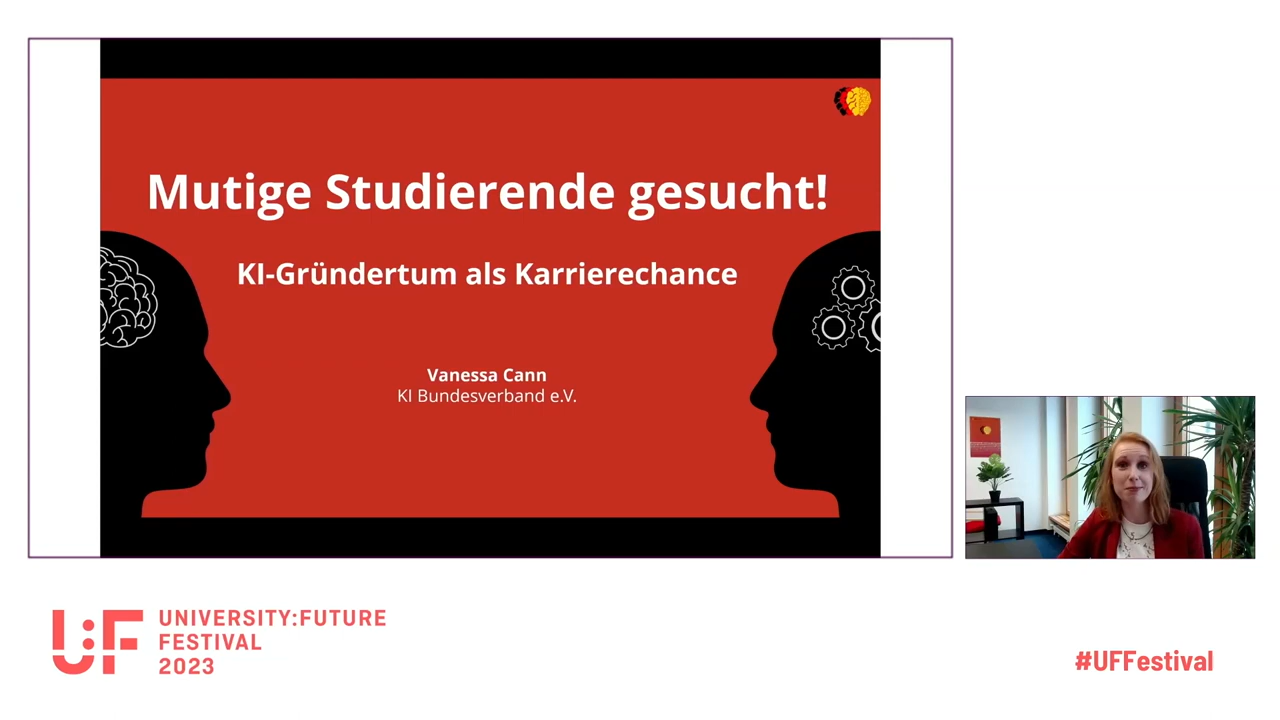 Mutige Studierende gesucht!
KI-Gründertum als Karrierechance
Vanessa Cann
KI Bundesverband e.V.
U:F
UNIVERSITY:FUTURE
FESTIVAL
2023
#UFFestival